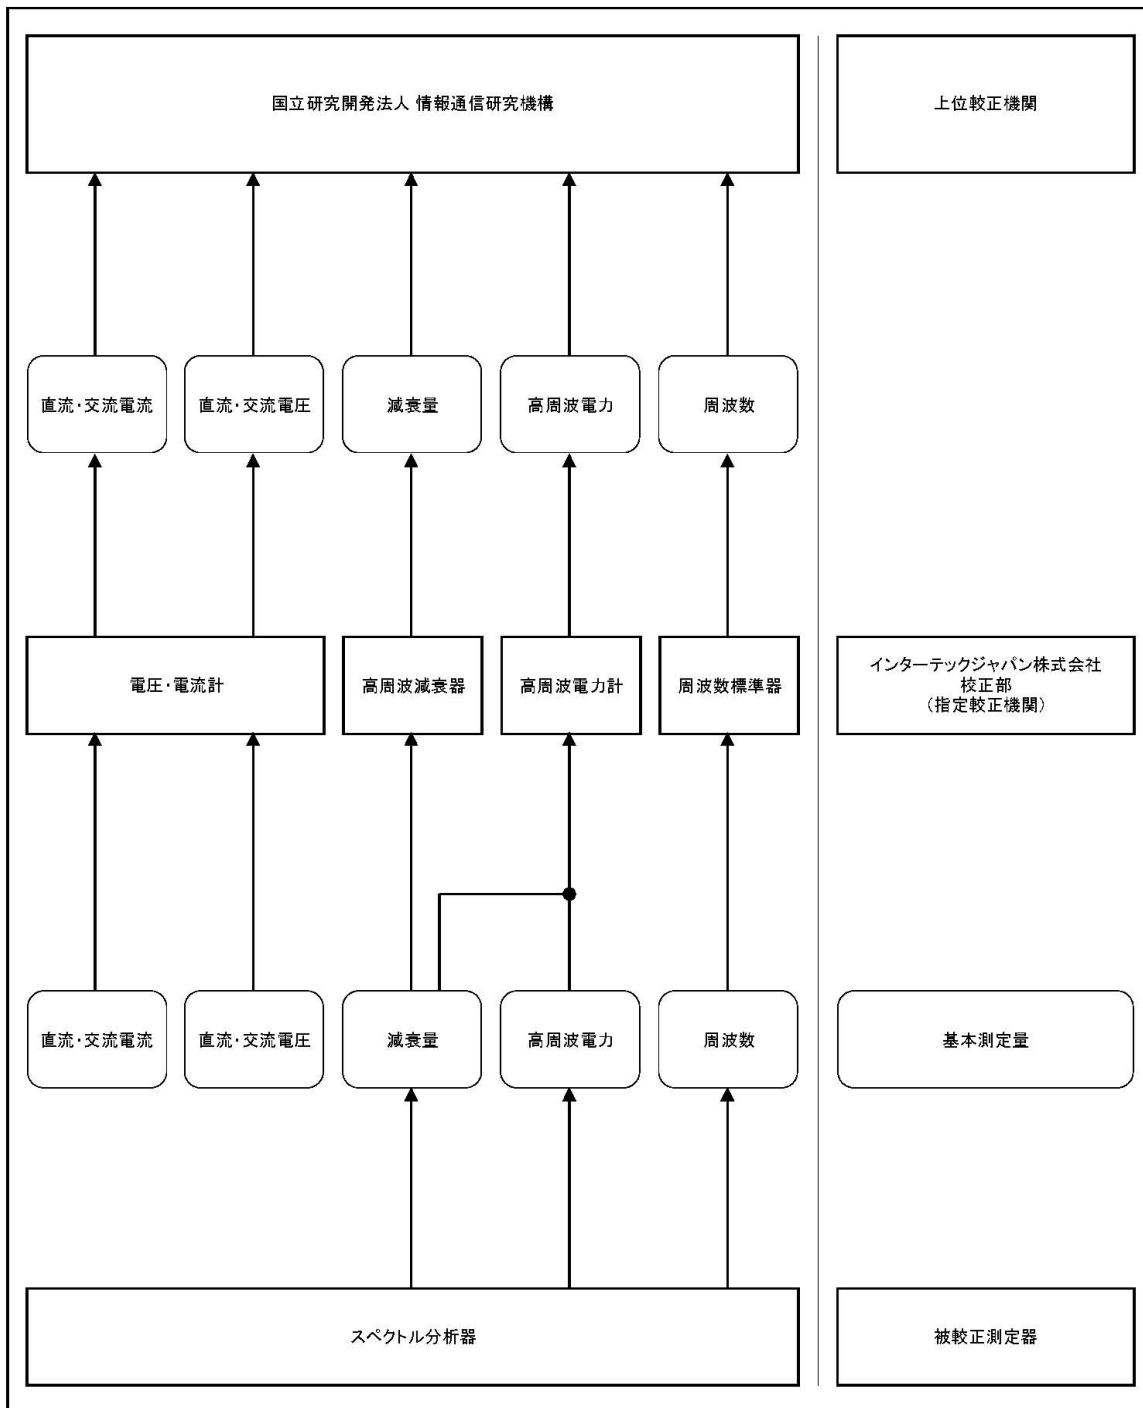 国立研究開発法人 情報通信研究機構
上位較正機関
直流・交流電流
直流・交流電圧
減衰量
高周波電力
周波数
電圧・電流計
高周波減衰器
高周波電力計
周波数標準器
インターテックジャパン株式会社
校正部
（指定較正機関）
直流・交流電流
直流・交流電圧
減衰量
高周波電力
周波数
基本測定量
スペクトル分析器
被較正測定器